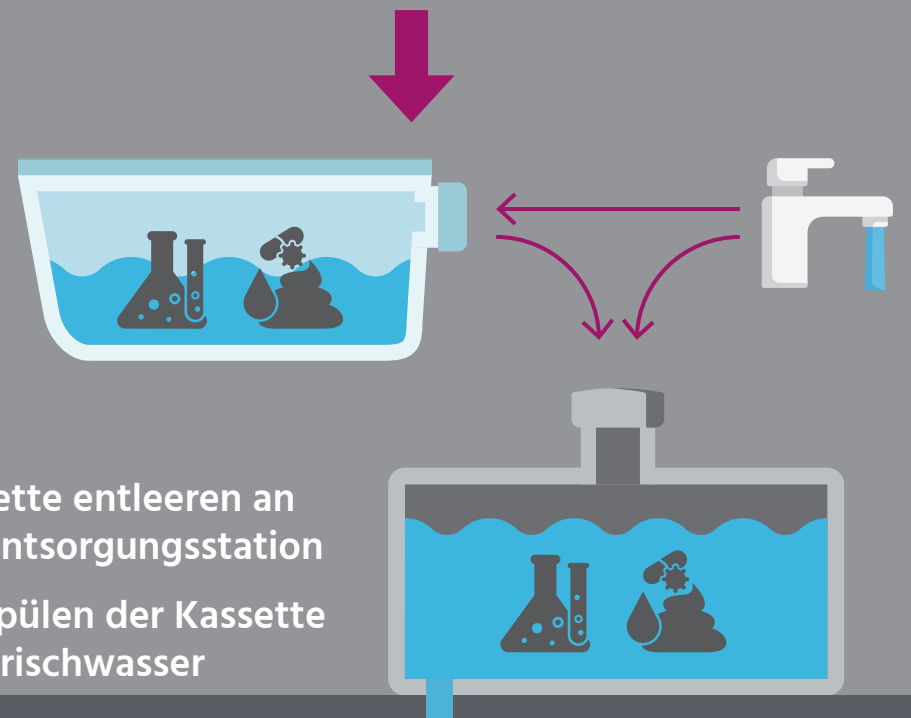 ette entleeren an
ntsorgungsstation
pülen der Kassette
rischwasser